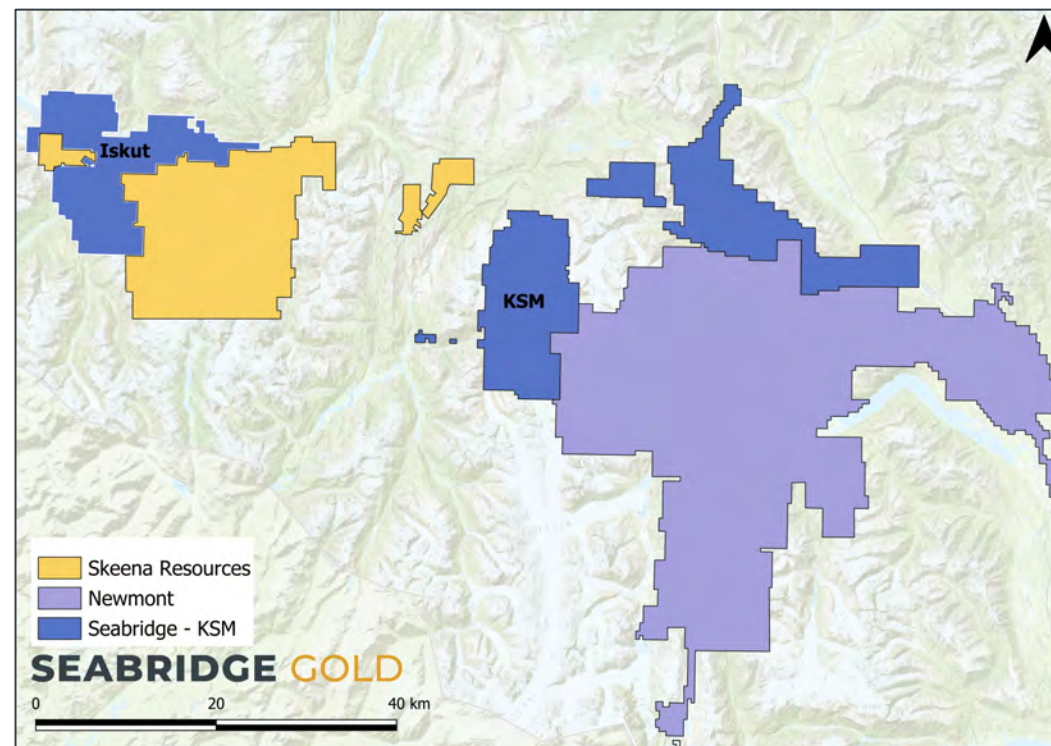 Iskut
KSM
Skeena Resources
Newmont
Seabridge - KSM
SEABRIDGE GOLD
0 20 40 km